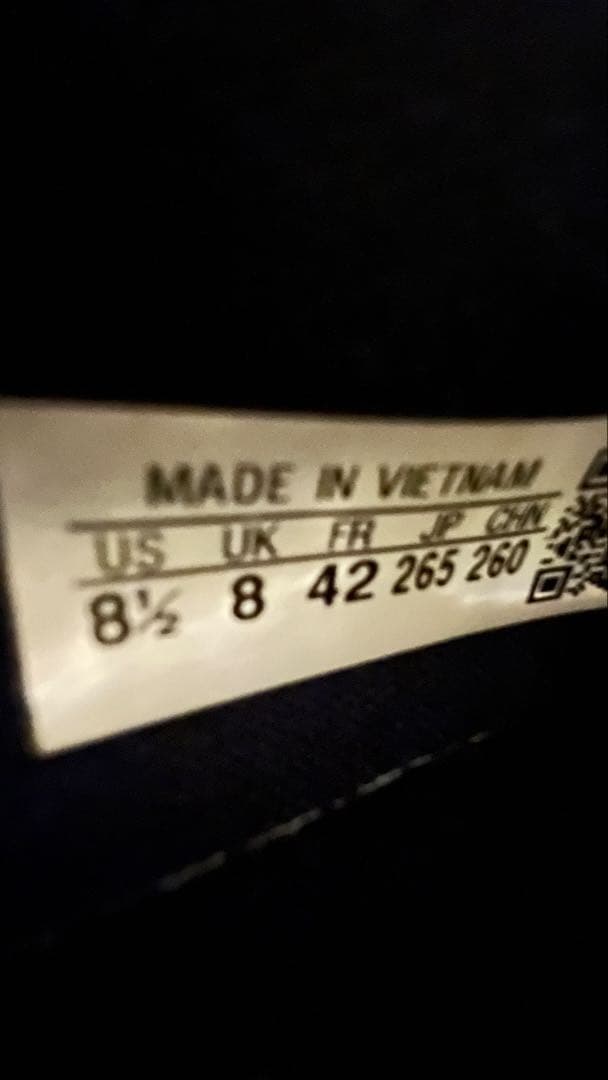 MADE IN VIETNAM
US UK FR JP CHN
8½ 8 42 265 260